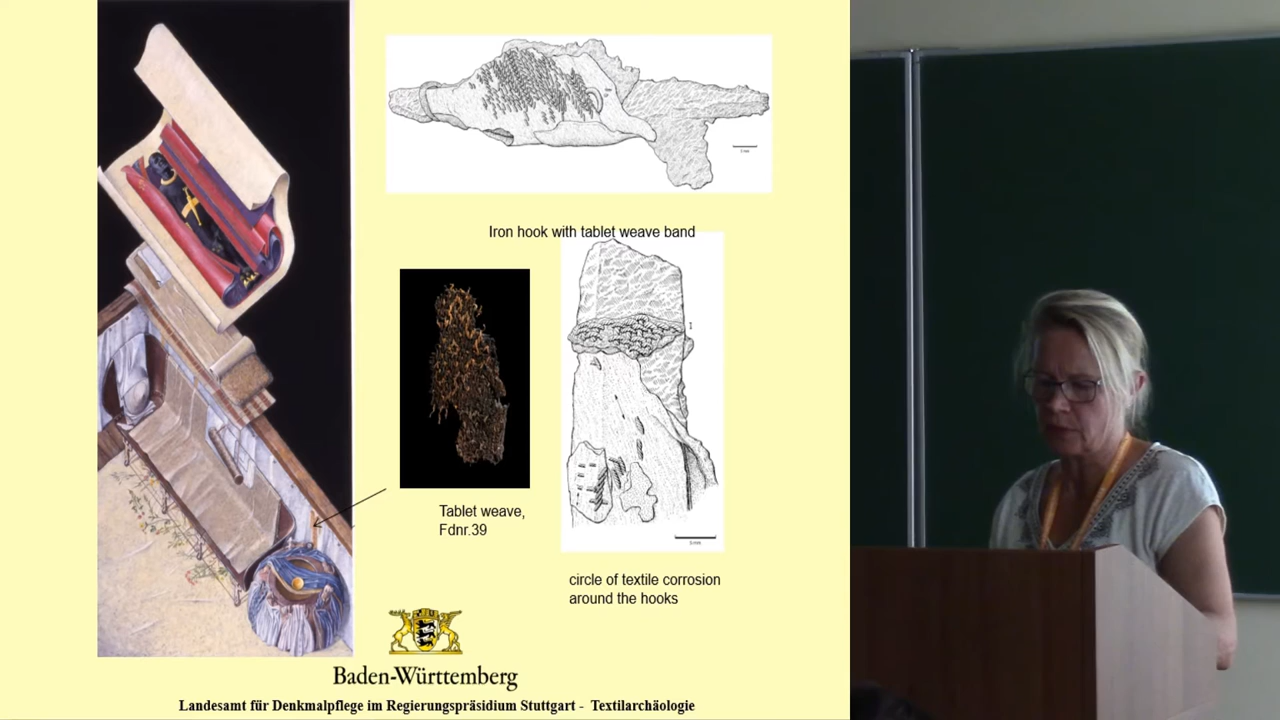 Iron hook with tablet weave band
Tablet weave,
Fdnr.39
circle of textile corrosion
around the hooks
Baden-Württemberg
Landesamt für Denkmalpflege im Regierungspräsidium Stuttgart - Textilarchäologie